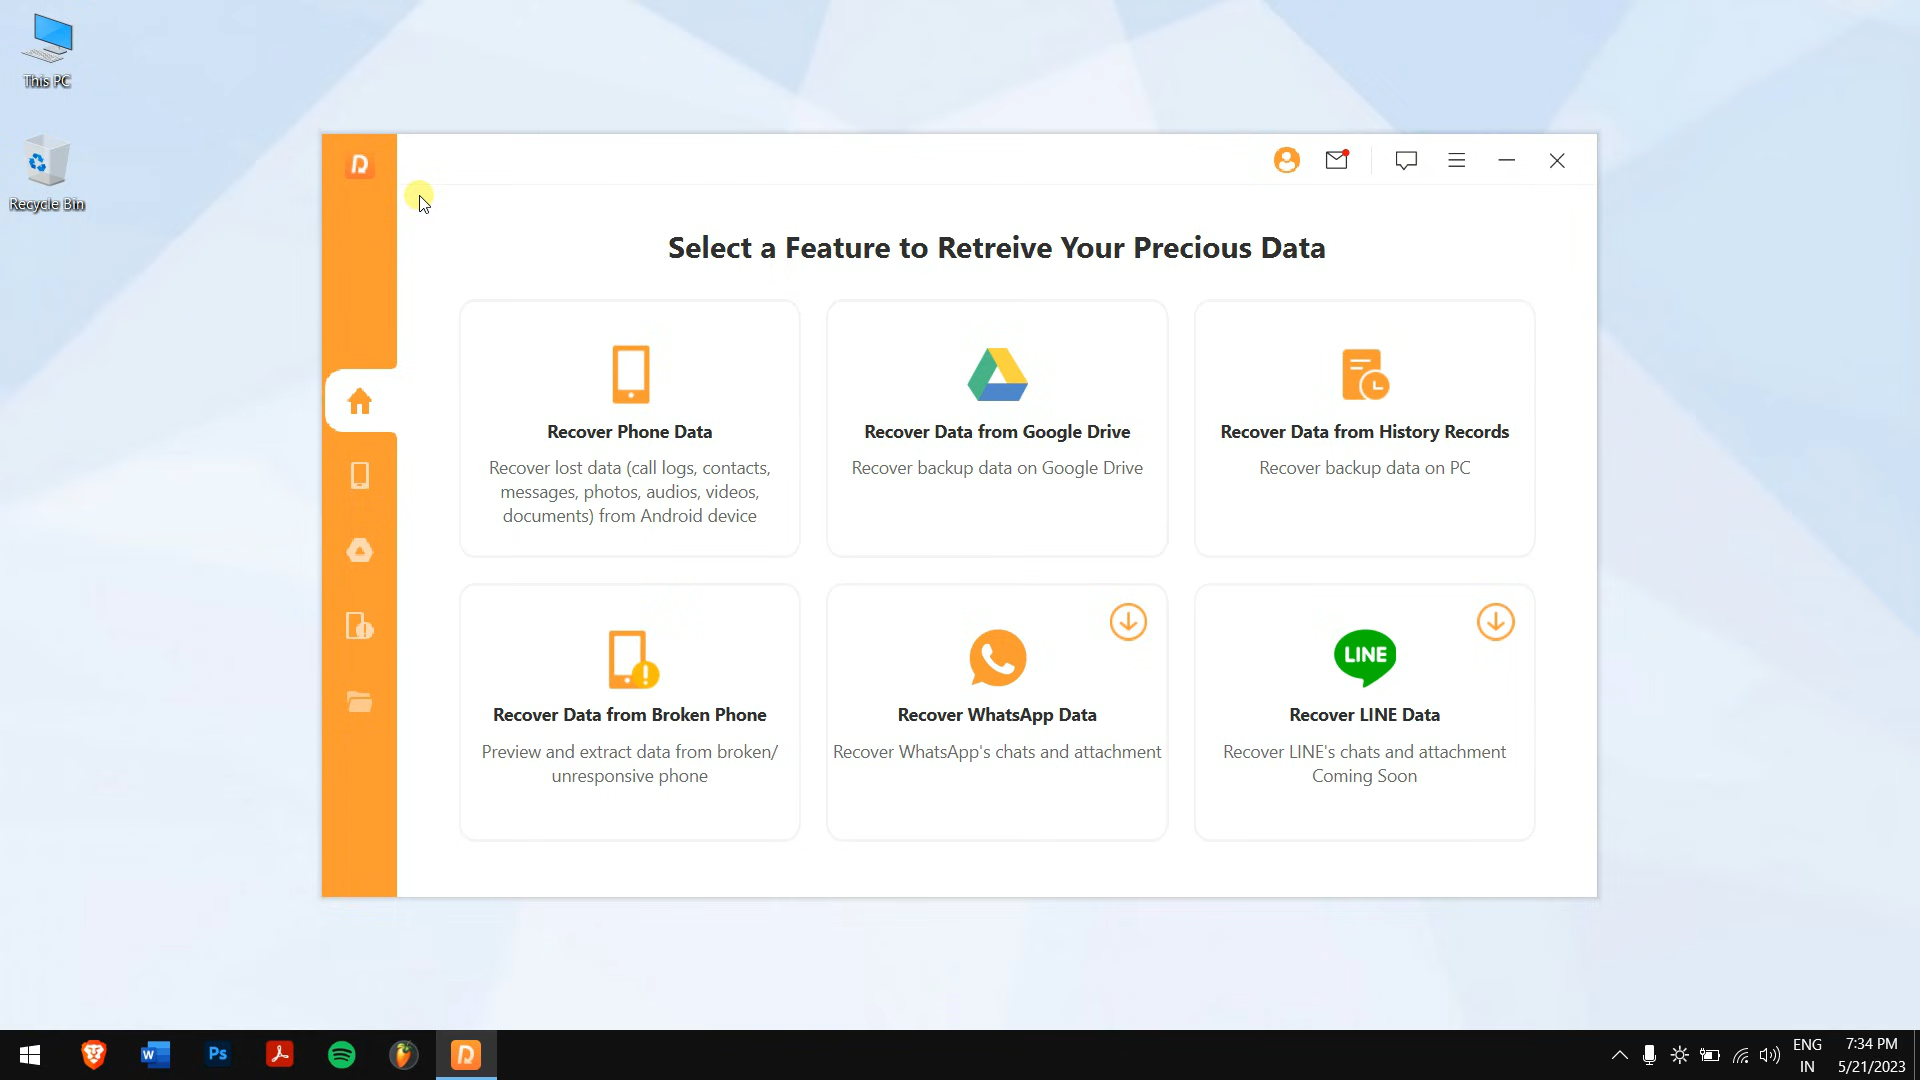 This PC
Recycle Bin
Select a Feature to Retreive Your Precious Data
Recover Phone Data
Recover lost data (call logs, contacts,
messages, photos, audios, videos,
documents) from Android device
Recover Data from Google Drive
Recover backup data on Google Drive
Recover Data from History Records
Recover backup data on PC
Recover Data from Broken Phone
Preview and extract data from broken/
unresponsive phone
Recover WhatsApp Data
Recover WhatsApp's chats and attachment
LINE
Recover LINE Data
Recover LINE's chats and attachment
Coming Soon
W
Ps
ENG
IN
7:34 PM
5/21/2023